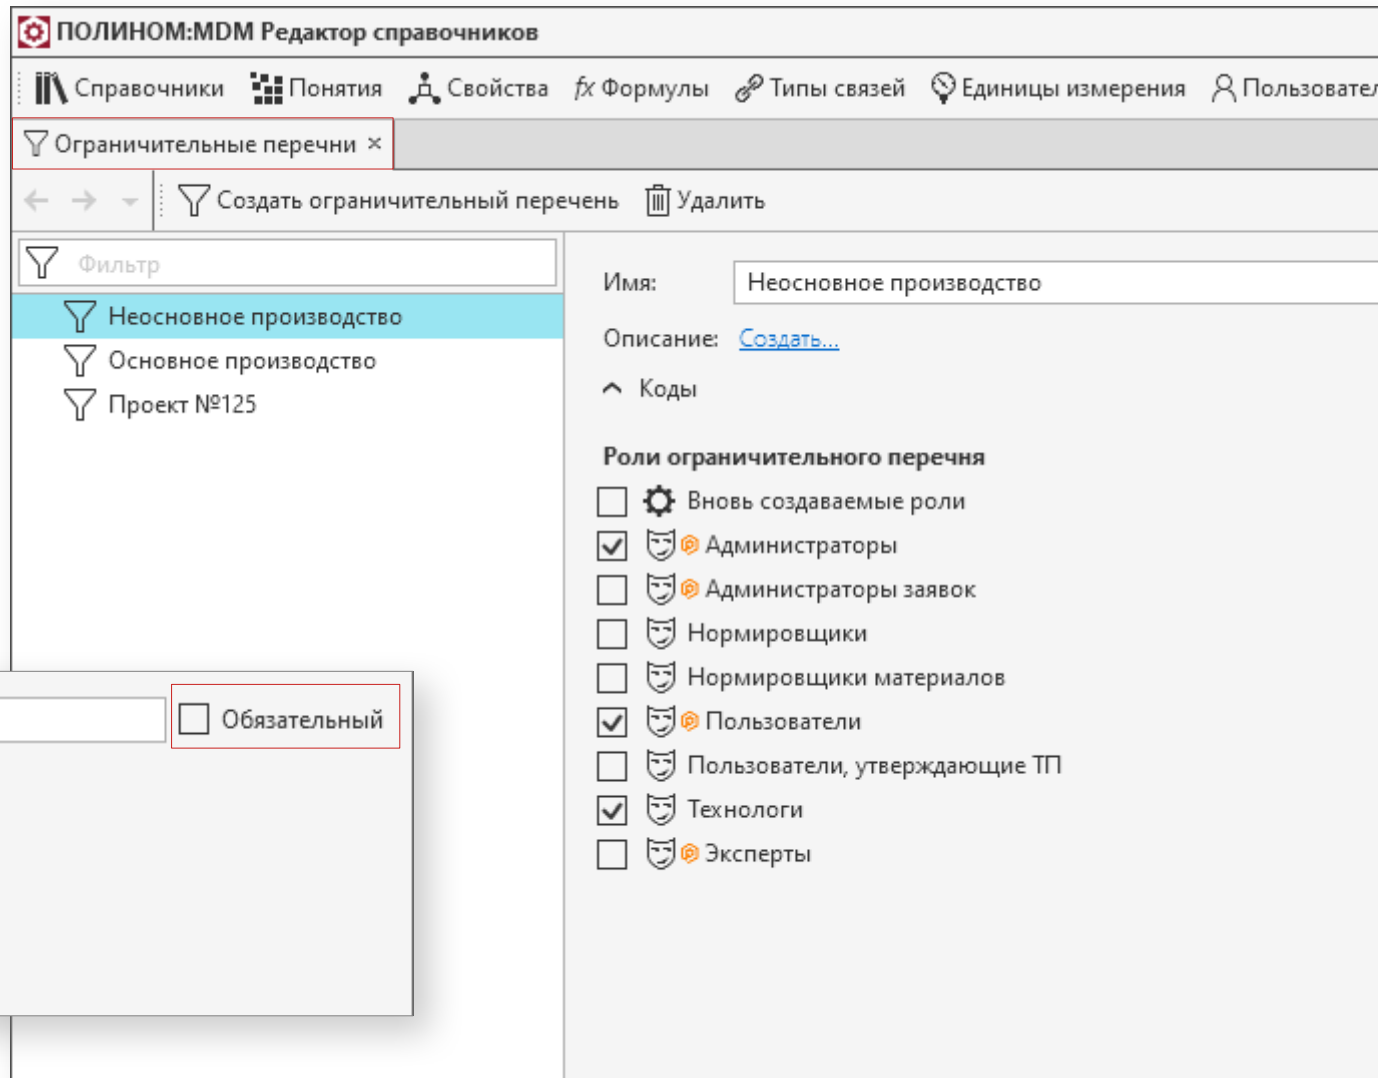 ПОЛИНОМ:MDM Редактор справочников
Справочники Понятия Свойства fx Формулы Типы связей Единицы измерения Пользовател
Ограничительные перечни ×
Создать ограничительный перечень Удалить
Фильтр
Неосновное производство
Основное производство
Проект №125
Имя: Неосновное производство
Описание: Создать...
Коды
Роли ограничительного перечня
Вновь создаваемые роли
Администраторы
Администраторы заявок
Нормировщики
Нормировщики материалов
Пользователи
Пользователи, утверждающие ТП
Технологи
Эксперты
Обязательный